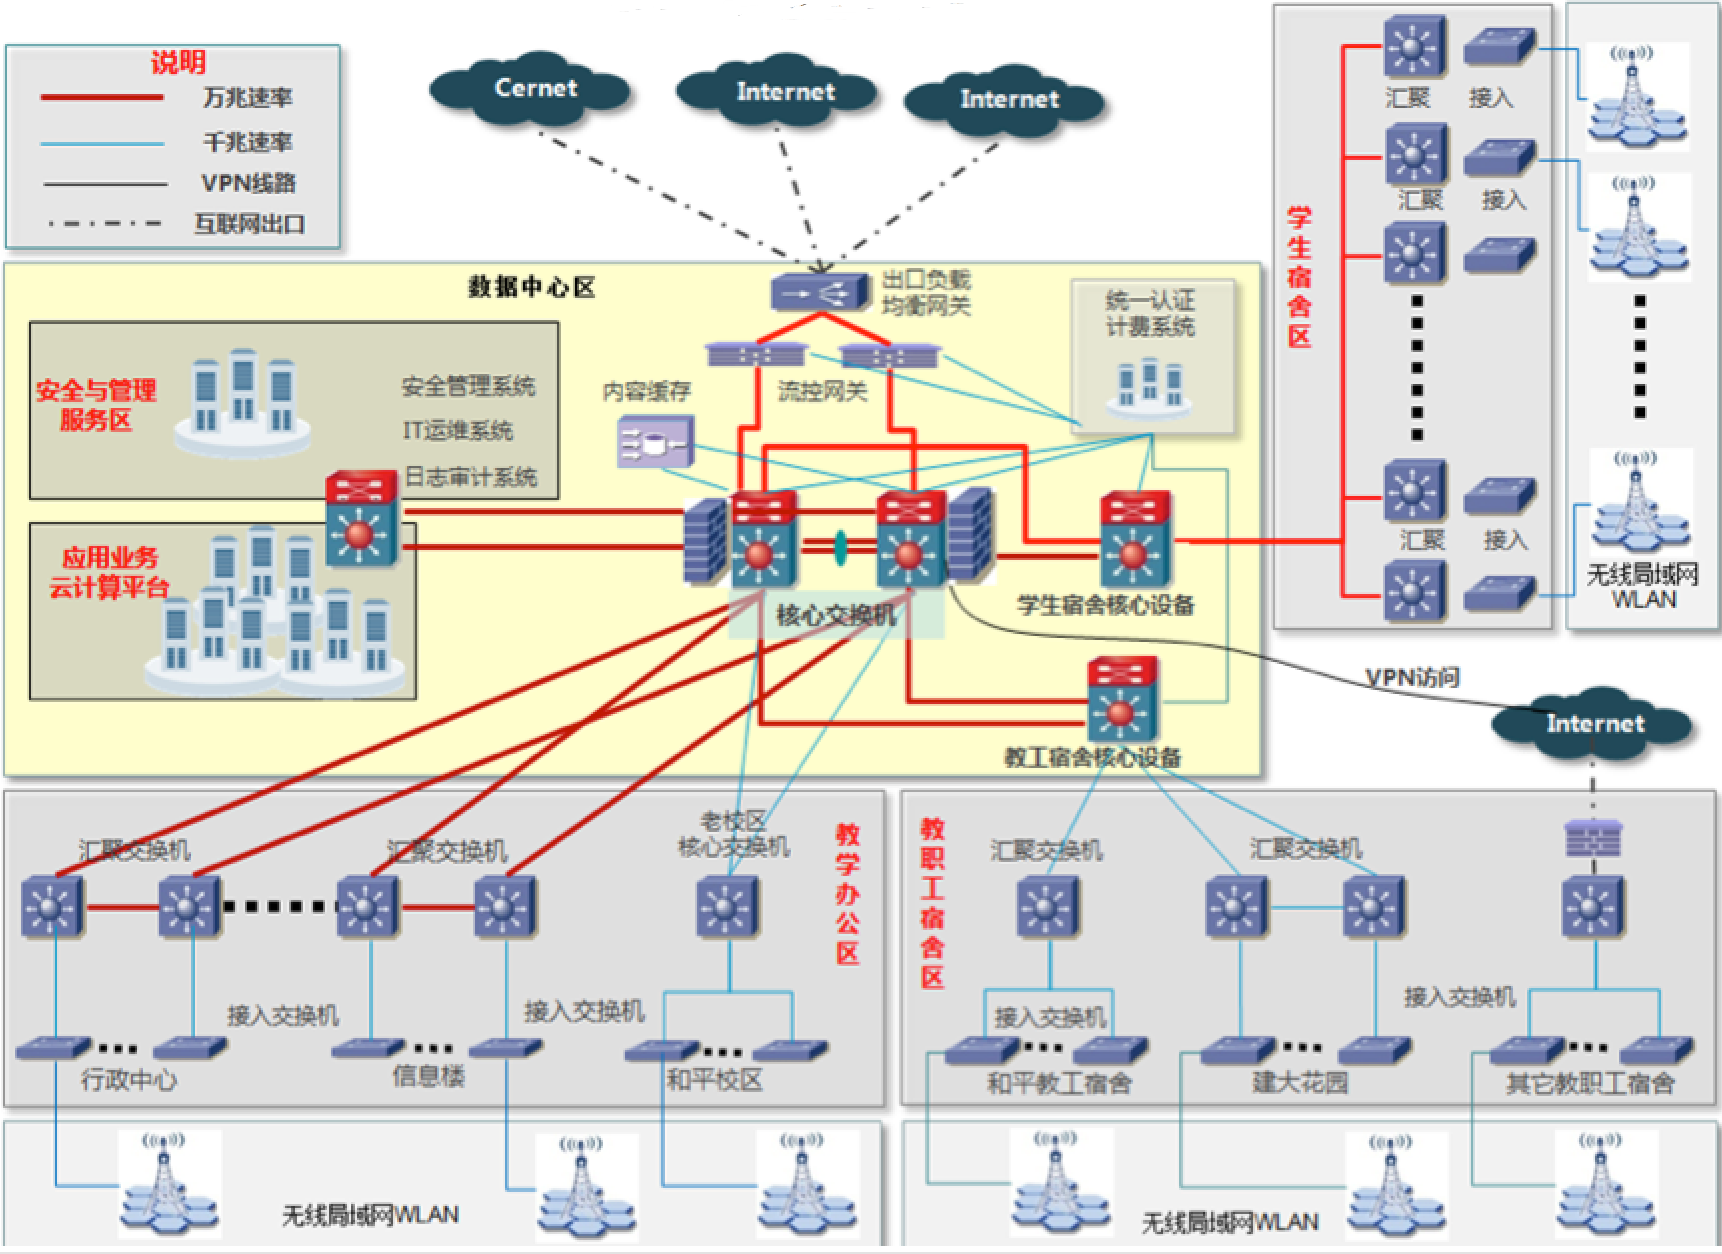 说明
万兆速率
千兆速率
VPN线路
互联网出口
Cernet
Internet
Internet
数据中心区
出口负载
均衡网关
统一认证
计费系统
安全与管理
服务区
安全管理系统
IT运维系统
日志审计系统
内容缓存
流控网关
应用业务
云计算平台
核心交换机
学生宿舍核心设备
教工宿舍核心设备
学生宿舍区
汇聚
接入
汇聚
接入
汇聚
接入
无线局域网
WLAN
VPN访问
Internet
汇聚交换机
汇聚交换机
老校区
核心交换机
教学办公区
接入交换机
接入交换机
行政中心
信息楼
和平校区
无线局域网WLAN
教职工宿舍区
汇聚交换机
汇聚交换机
接入交换机
接入交换机
和平教工宿舍
建大花园
其它教职工宿舍
无线局域网WLAN